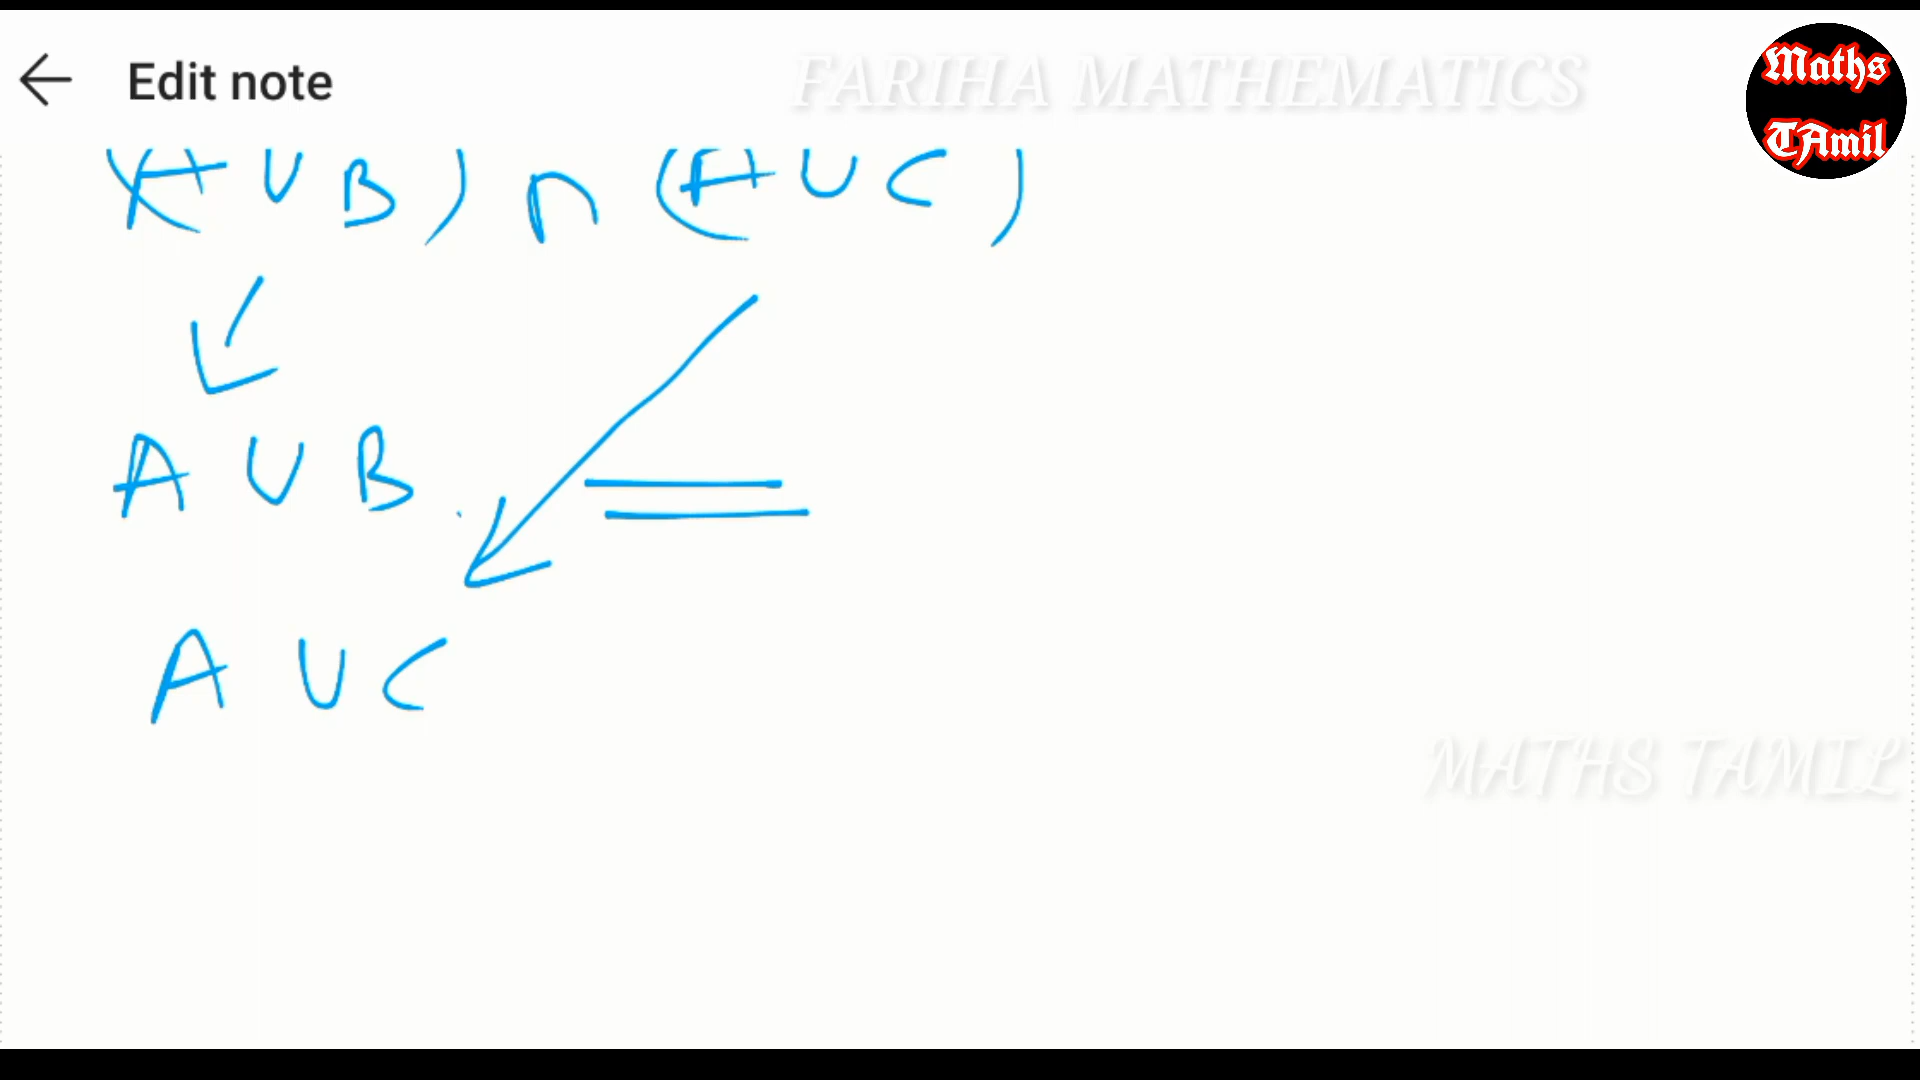 Edit note
FARIHA MATHEMATICS
Maths
TAmil
(A ∪ B) ∩ (A ∪ C)
A ∪ B
A ∪ C
MATHS TAMIL